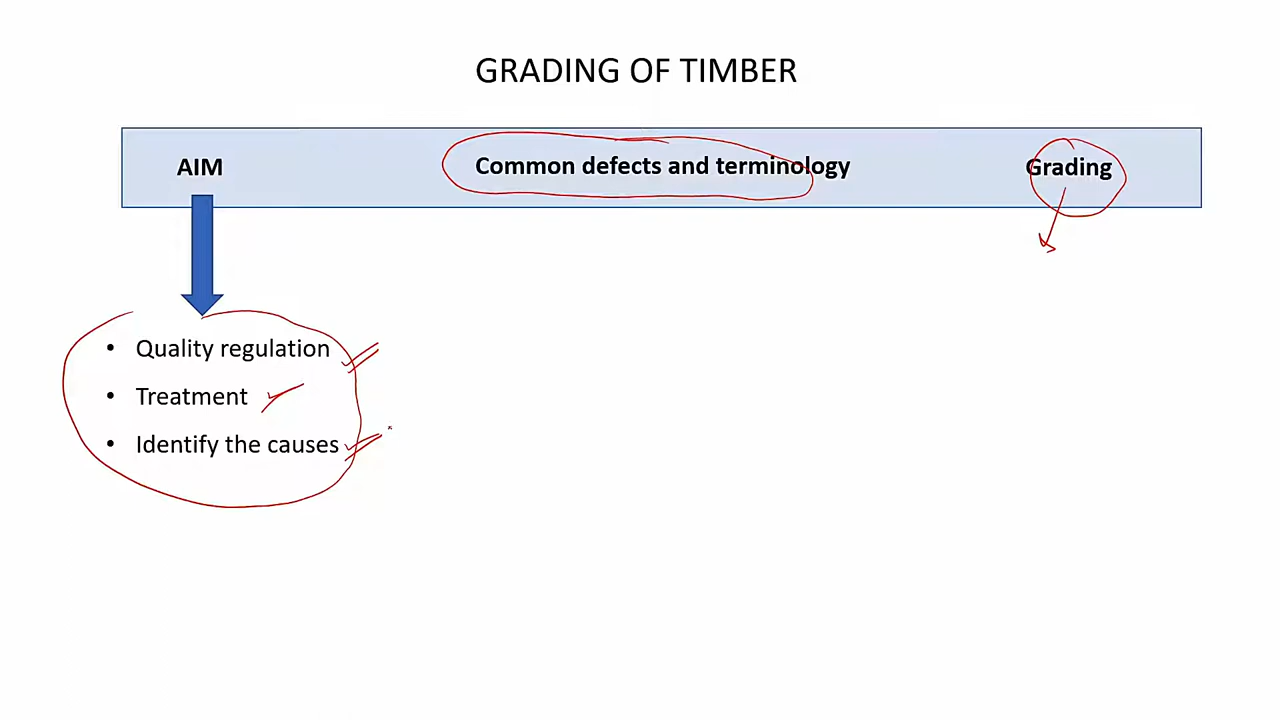 GRADING OF TIMBER
AIM Common defects and terminology Grading
• Quality regulation
• Treatment
• Identify the causes